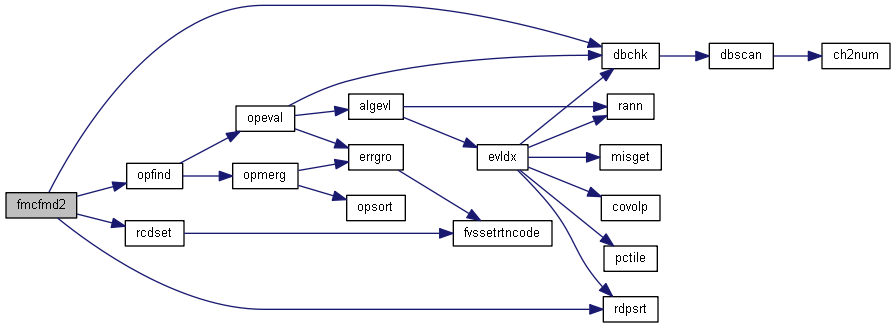 fmcfmd2
opfind
rcdset
opeval
opmerg
algevl
errgro
opsort
evldx
fvssetrtncode
dbchk
rann
misget
covolp
pctile
rdpsrt
dbscan
ch2num